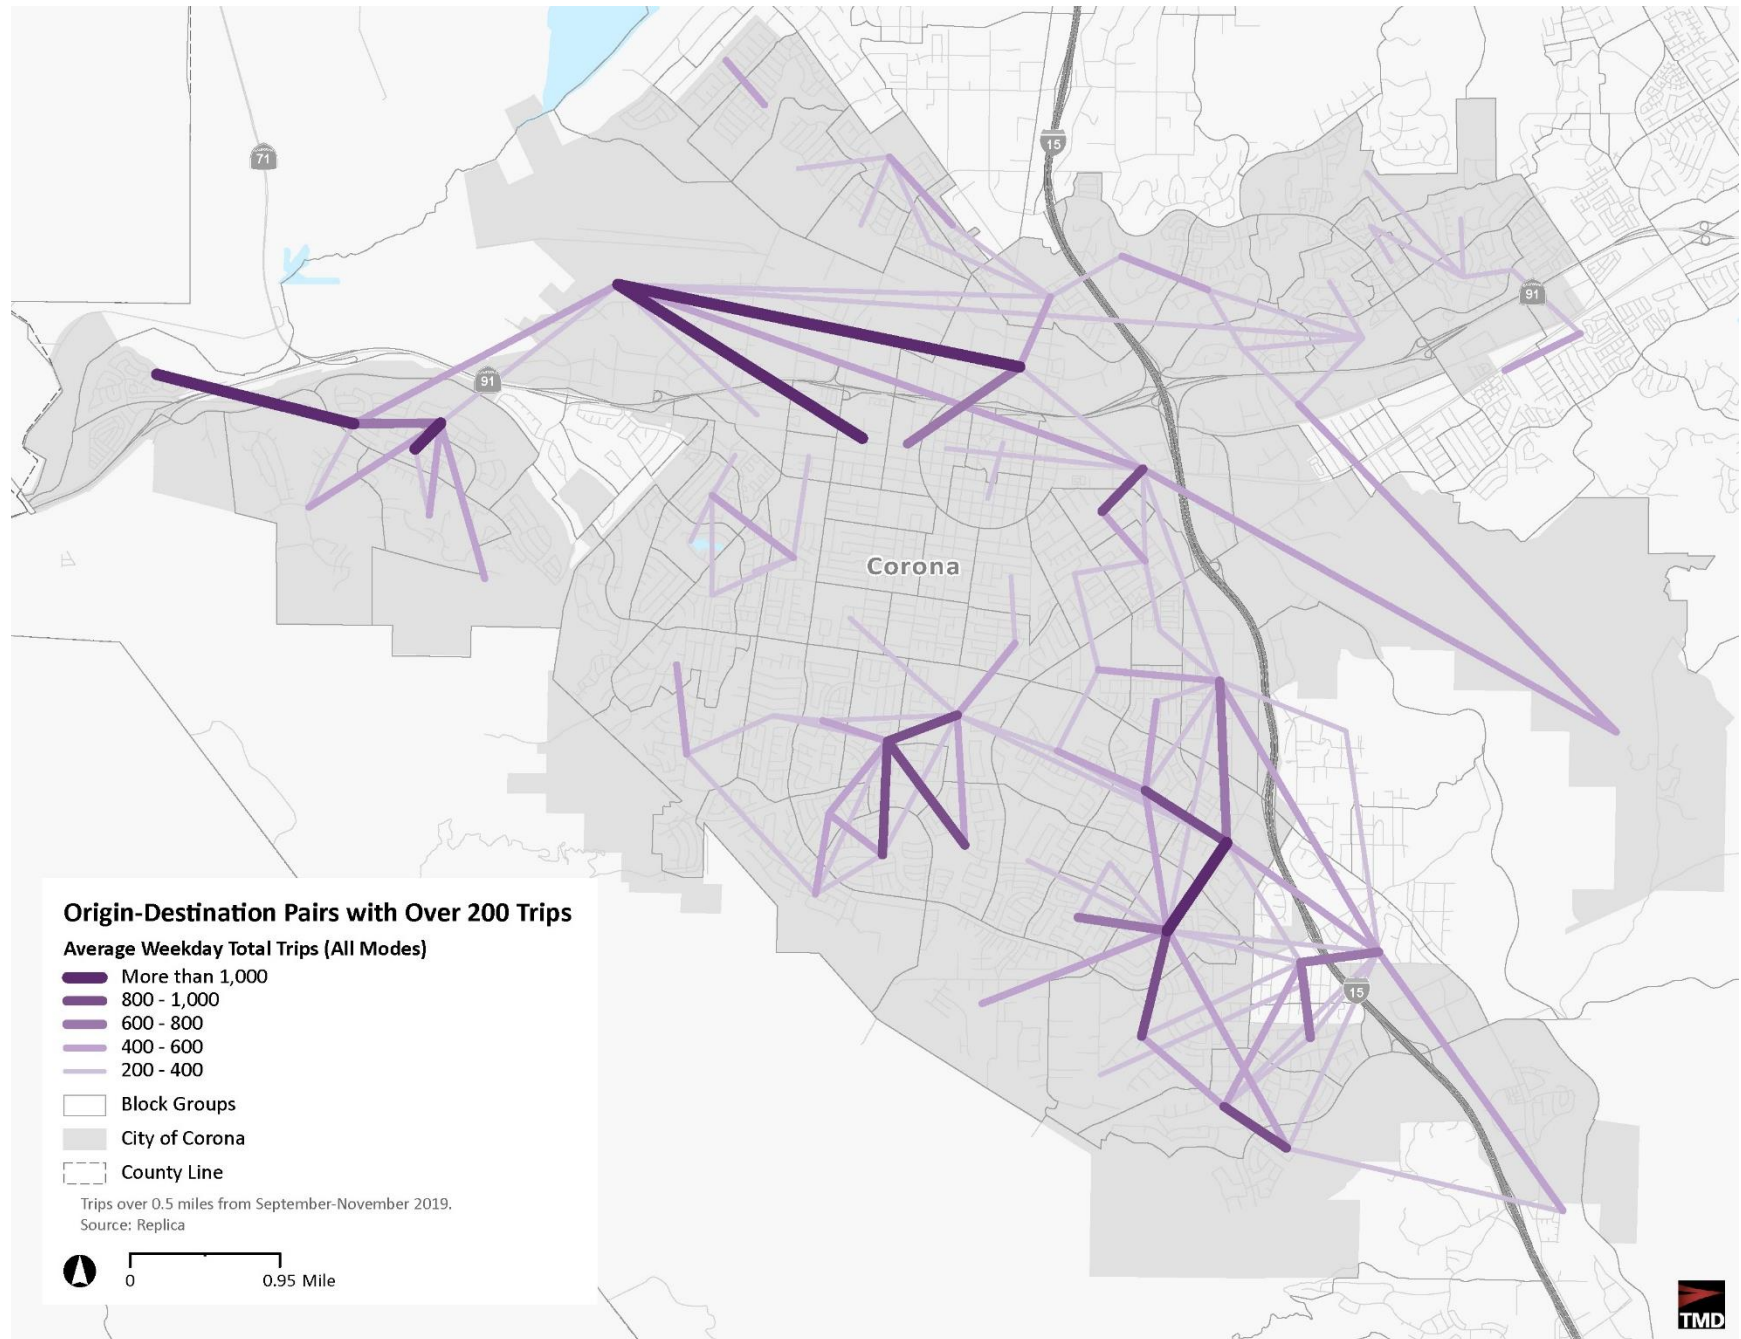 71
15
91
91
Corona
15
Origin-Destination Pairs with Over 200 Trips
Average Weekday Total Trips (All Modes)
More than 1,000
800 - 1,000
600 - 800
400 - 600
200 - 400
Block Groups
City of Corona
County Line
Trips over 0.5 miles from September-November 2019.
Source: Replica
0 0.95 Mile
TMD